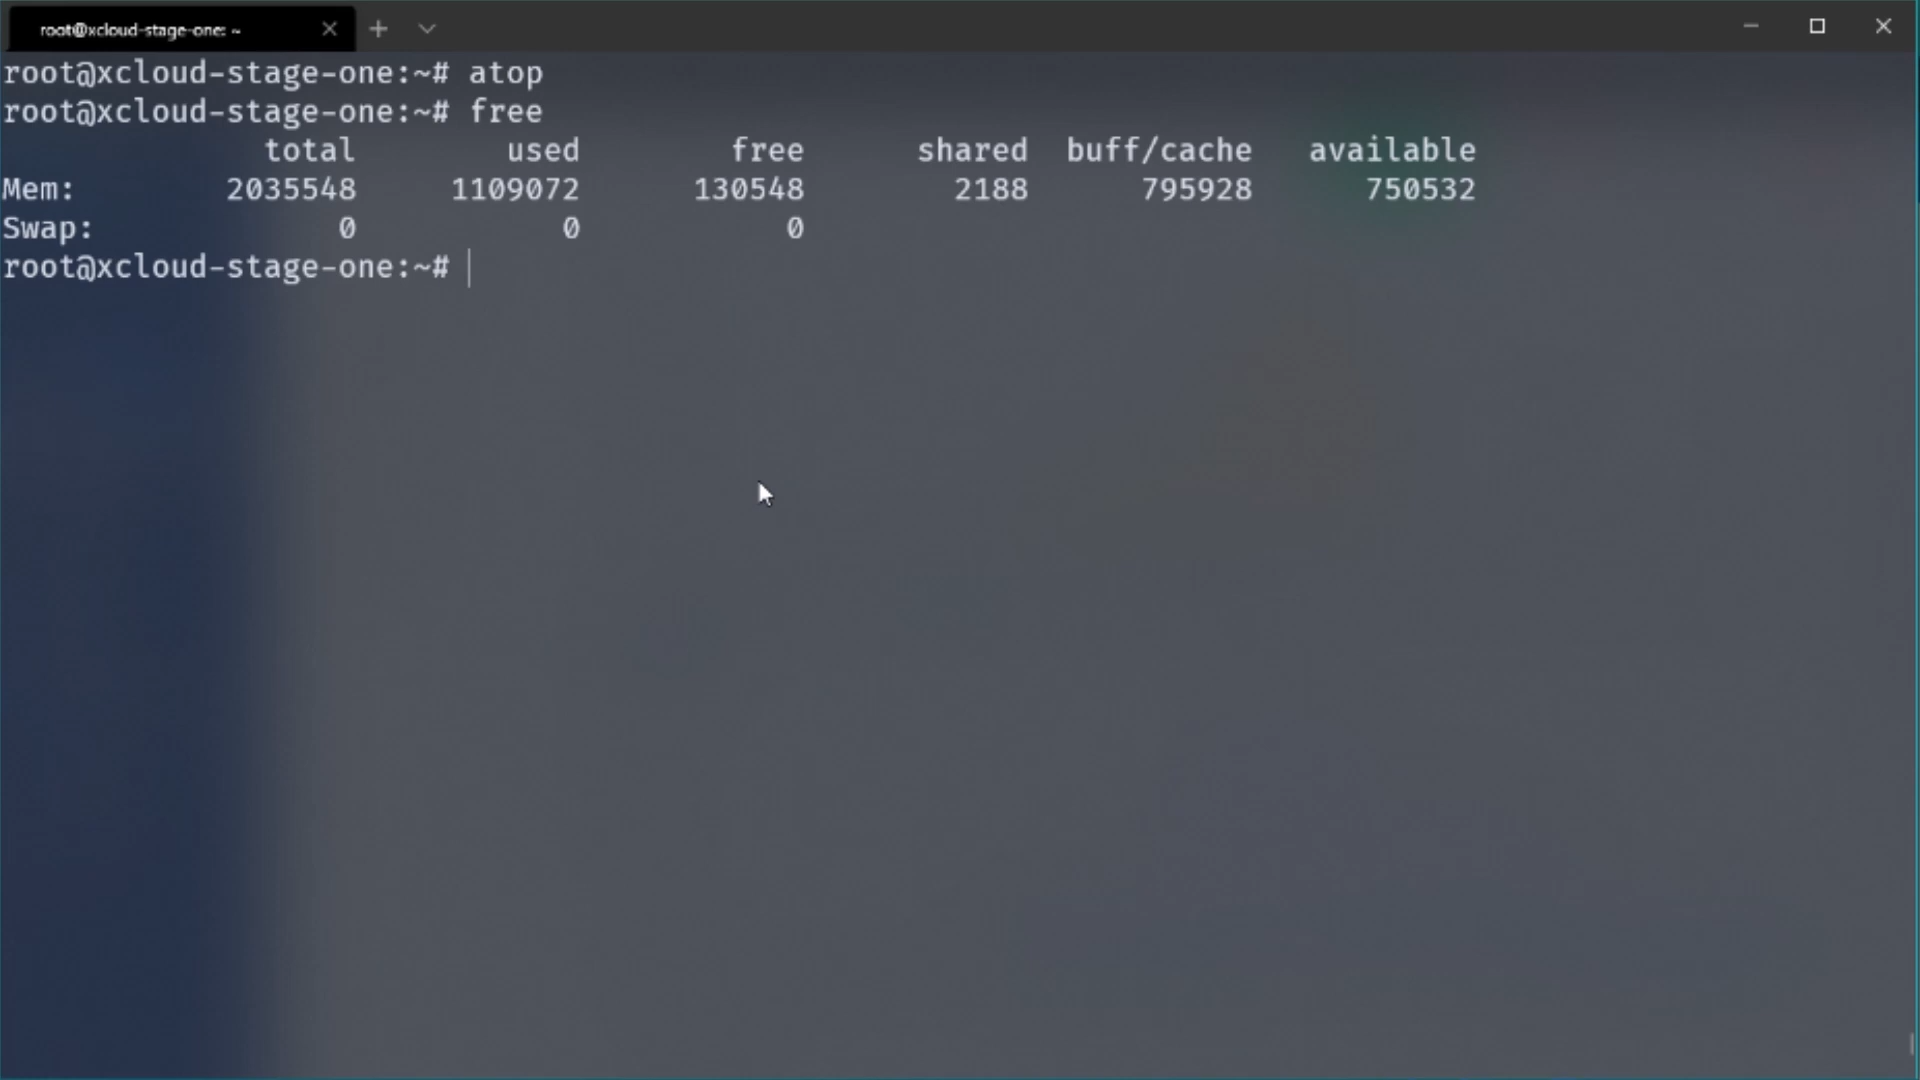 root@xcloud-stage-one: ~
root@xcloud-stage-one:~# atop
root@xcloud-stage-one:~# free
total used free shared buff/cache available
Mem: 2035548 1109072 130548 2188 795928 750532
Swap: 0 0 0
root@xcloud-stage-one:~#